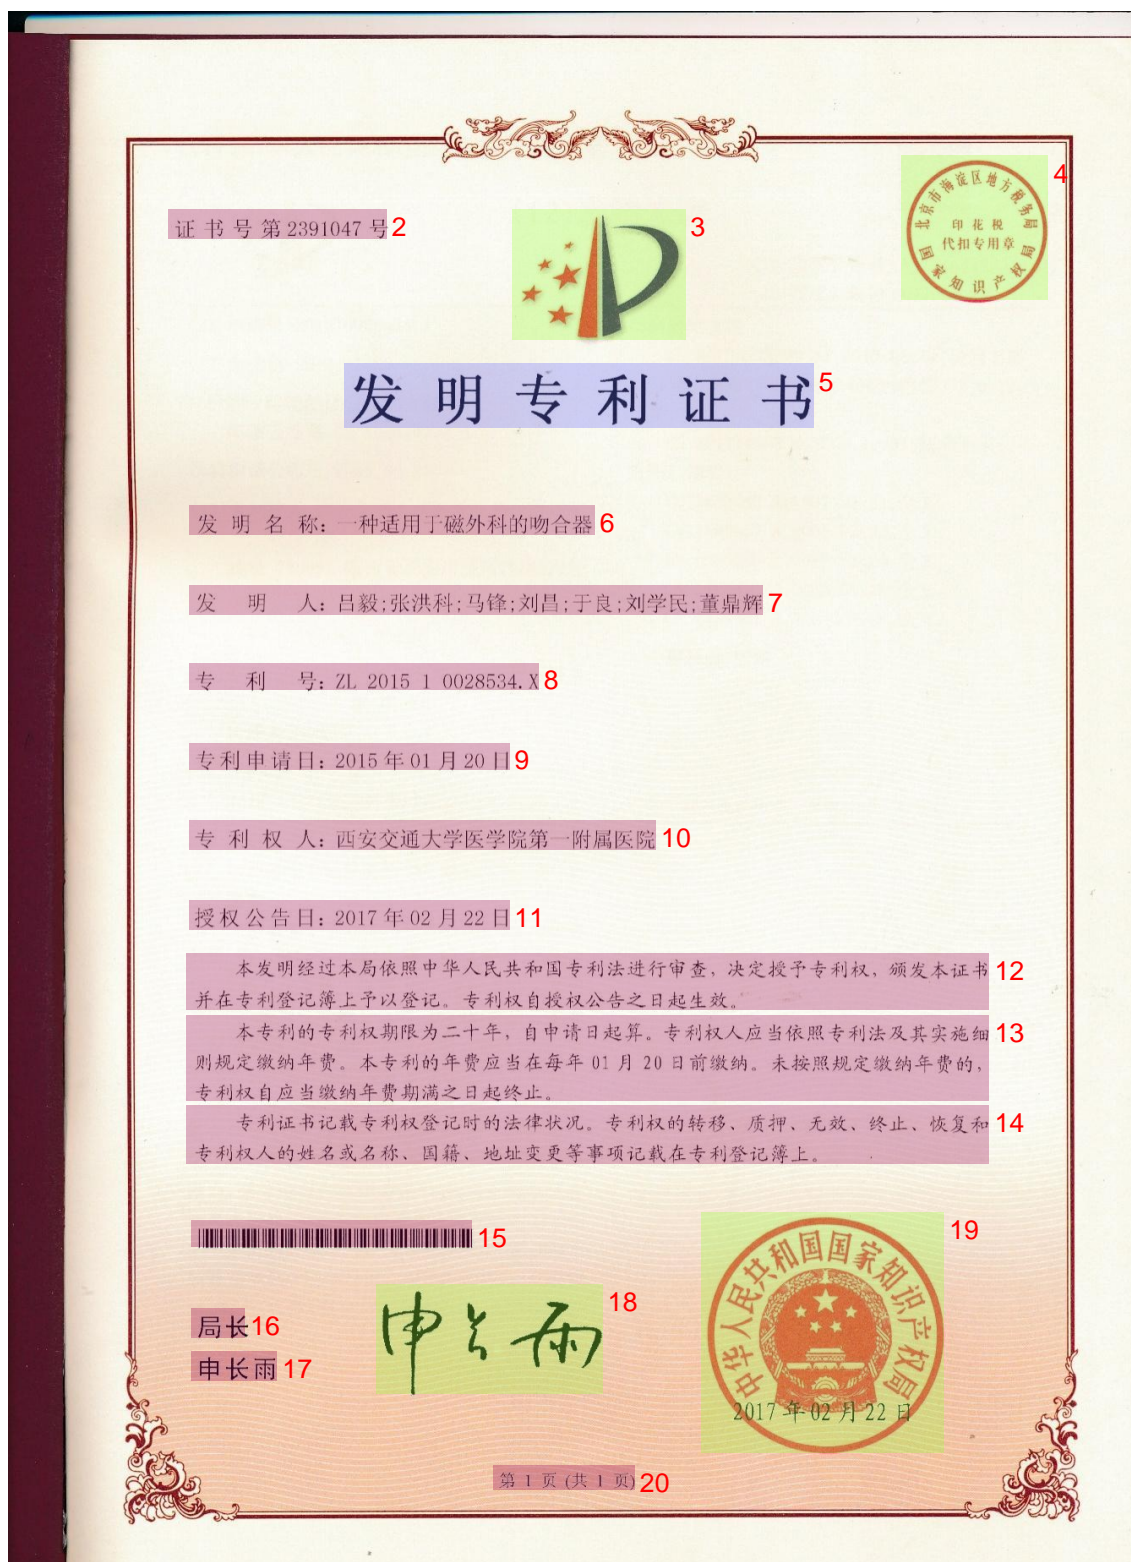 证书号第2391047号
2
3
北京市海淀区地方税务局
印花税
代扣专用章
国家知识产权局
4
发明专利证书
5
发明名称：一种适用于磁外科的吻合器
6
发明人：吕毅;张洪科;马锋;刘昌;于良;刘学民;董鼎辉
7
专利号：ZL 2015 1 0028534.X
8
专利申请日：2015年01月20日
9
专利权人：西安交通大学医学院第一附属医院
10
授权公告日：2017年02月22日
11
本发明经过本局依照中华人民共和国专利法进行审查，决定授予专利权，颁发本证书
12
并在专利登记簿上予以登记。专利权自授权公告之日起生效。
本专利的专利权期限为二十年，自申请日起算。专利权人应当依照专利法及其实施细
13
则规定缴纳年费。本专利的年费应当在每年01月20日前缴纳。未按照规定缴纳年费的，
专利权自应当缴纳年费期满之日起终止。
专利证书记载专利权登记时的法律状况。专利权的转移、质押、无效、终止、恢复和
14
专利权人的姓名或名称、国籍、地址变更等事项记载在专利登记簿上。
15
局长
16
申长雨
17
申长雨
18
中华人民共和国国家知识产权局
2017年02月22日
19
第1页(共1页)
20